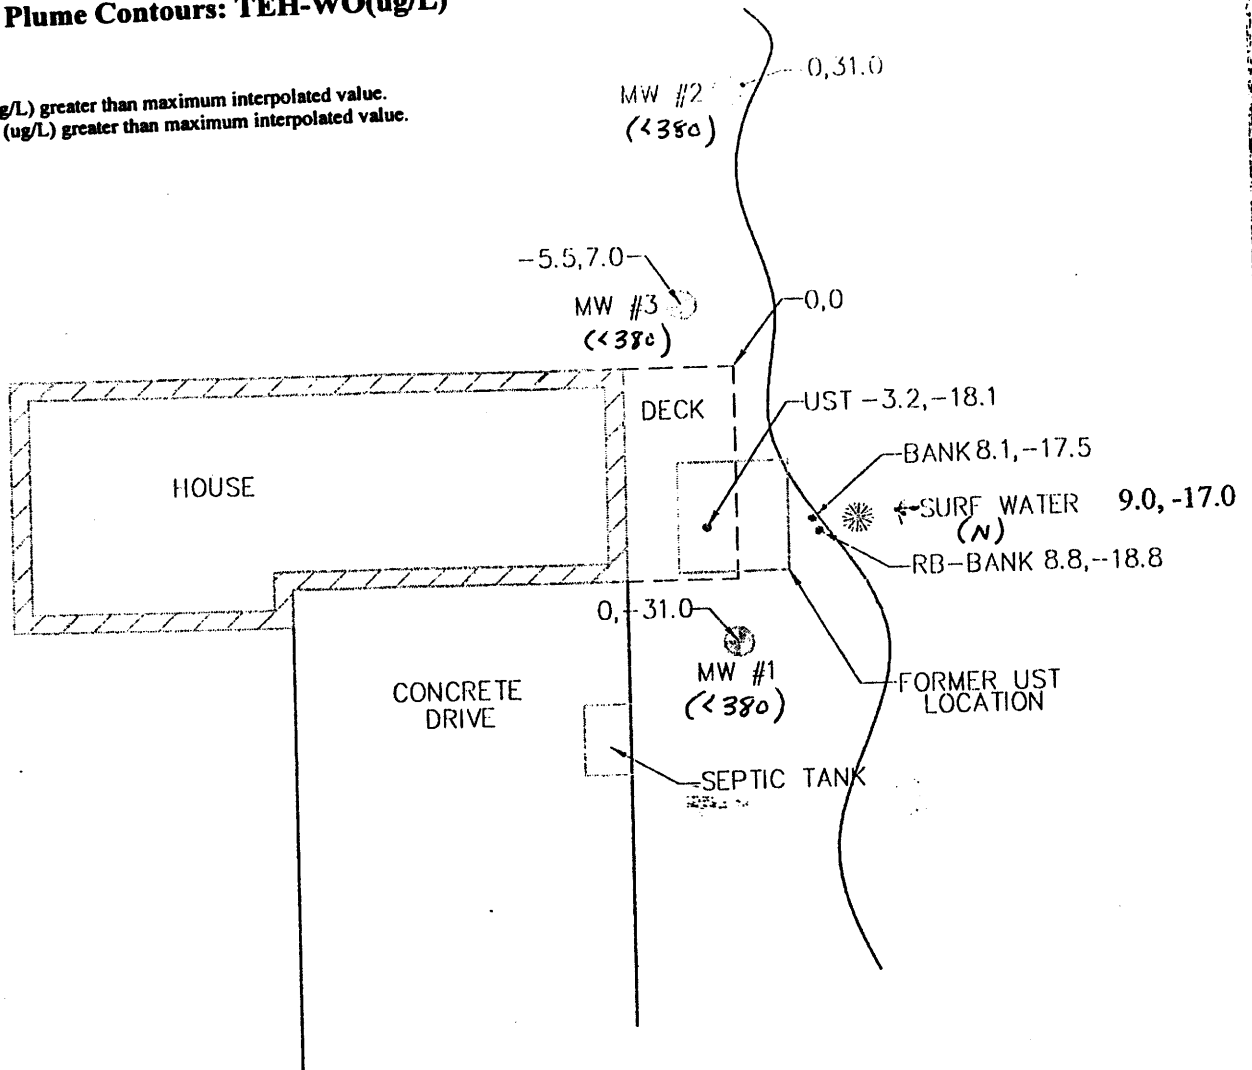 Plume Contours: TEH-WO(ug/L)
g/L) greater than maximum interpolated value.
(ug/L) greater than maximum interpolated value.
0,31.0
MW #2
(<380)
-5.5,7.0
MW #3
(<380)
0,0
DECK
UST -3.2,-18.1
BANK 8.1,-17.5
HOUSE
SURF WATER 9.0, -17.0
(N)
RB-BANK 8.8,-18.8
0,-31.0
MW #1
(<380)
CONCRETE
DRIVE
FORMER UST
LOCATION
SEPTIC TANK